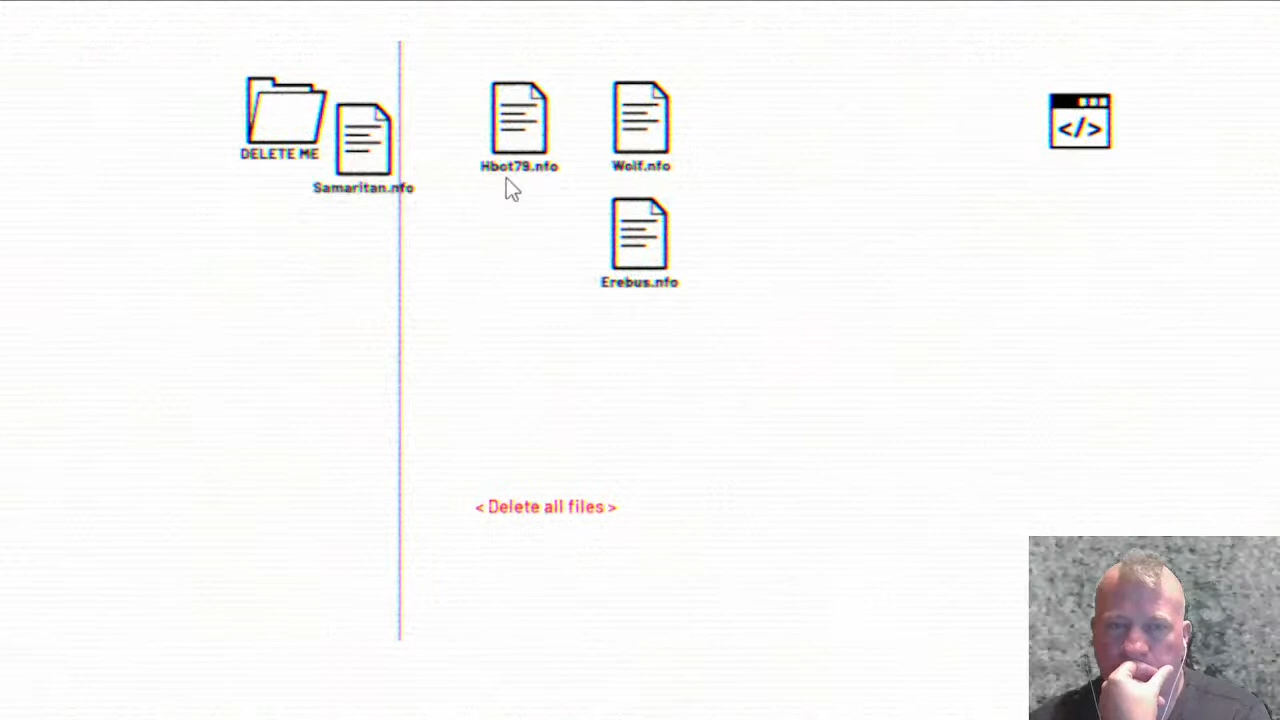 DELETE ME
Samaritan.nfo
Hbot79.nfo
Wolf.nfo
</>
Erebus.nfo
< Delete all files >